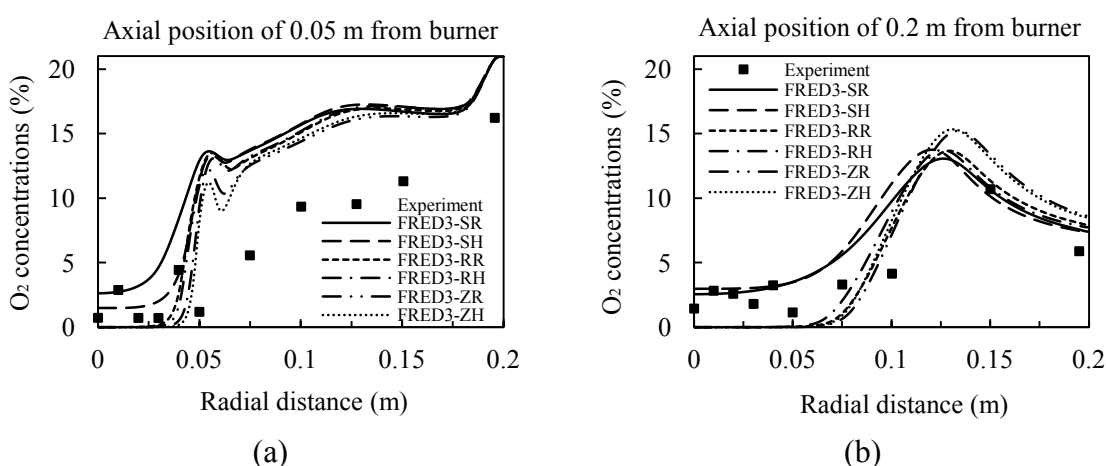 Axial position of 0.05 m from burner
O₂ concentrations (%)
20
15
10
5
0
Experiment
FRED3-SR
FRED3-SH
FRED3-RR
FRED3-RH
FRED3-ZR
FRED3-ZH
0 0.05 0.1 0.15 0.2
Radial distance (m)
(a)
Axial position of 0.2 m from burner
O₂ concentrations (%)
20
15
10
5
0
Experiment
FRED3-SR
FRED3-SH
FRED3-RR
FRED3-RH
FRED3-ZR
FRED3-ZH
0 0.05 0.1 0.15 0.2
Radial distance (m)
(b)